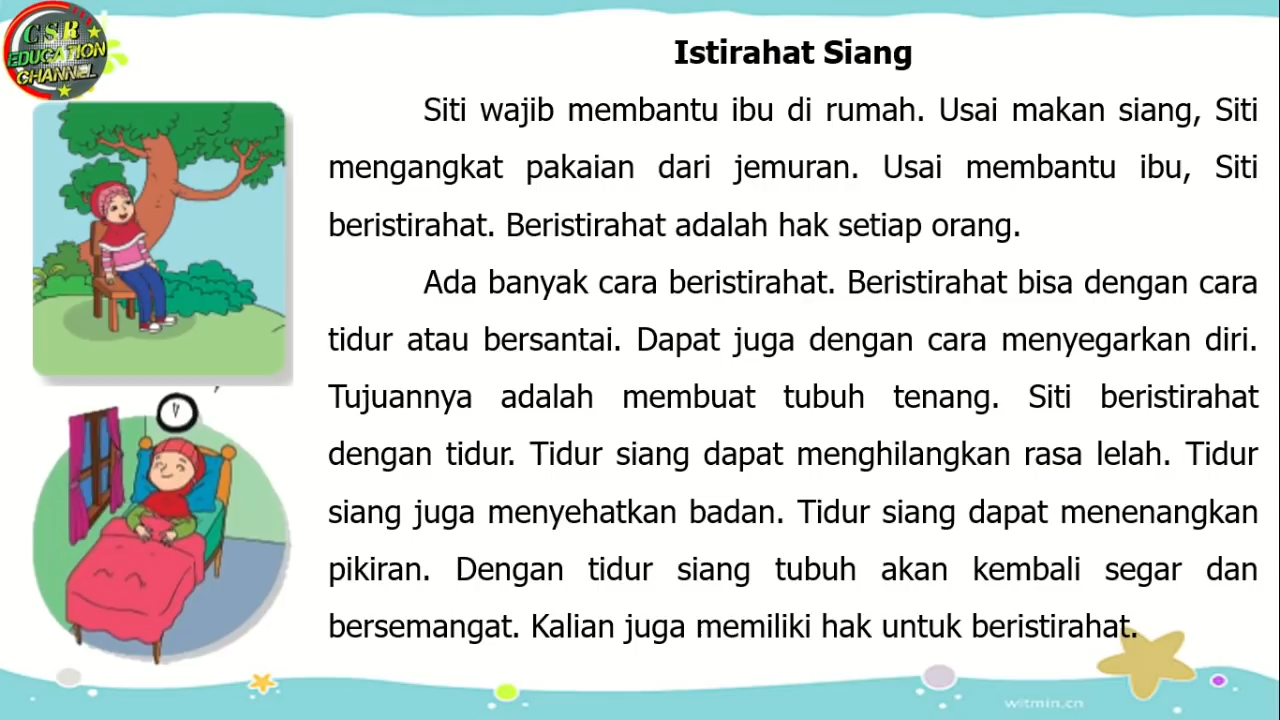 GSB
EDUCATION
CHANNEL
Istirahat Siang
Siti wajib membantu ibu di rumah. Usai makan siang, Siti
mengangkat pakaian dari jemuran. Usai membantu ibu, Siti
beristirahat. Beristirahat adalah hak setiap orang.
Ada banyak cara beristirahat. Beristirahat bisa dengan cara
tidur atau bersantai. Dapat juga dengan cara menyegarkan diri.
Tujuannya adalah membuat tubuh tenang. Siti beristirahat
dengan tidur. Tidur siang dapat menghilangkan rasa lelah. Tidur
siang juga menyehatkan badan. Tidur siang dapat menenangkan
pikiran. Dengan tidur siang tubuh akan kembali segar dan
bersemangat. Kalian juga memiliki hak untuk beristirahat.
witmin.cn